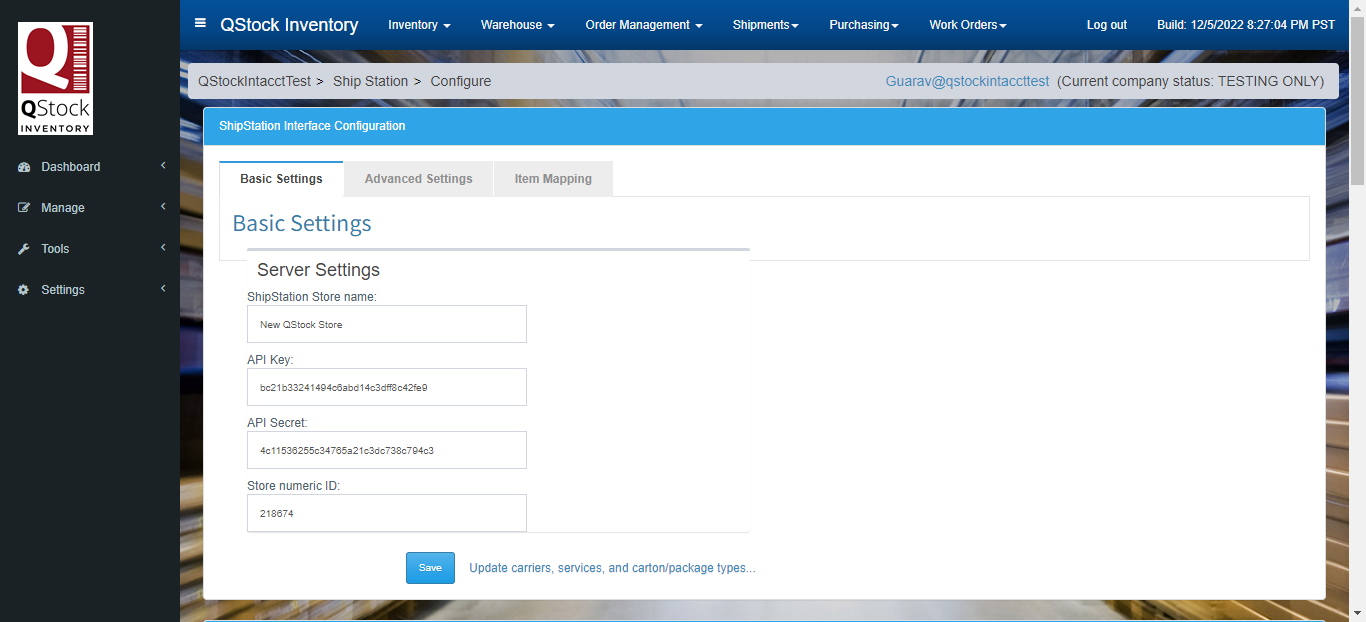 QStock Inventory
Inventory
Warehouse
Order Management
Shipments
Purchasing
Work Orders
Log out
Build: 12/5/2022 8:27:04 PM PST
Q
QStock
INVENTORY
Dashboard
Manage
Tools
Settings
QStockIntacctTest > Ship Station > Configure
Guarav@qstockintaccttest (Current company status: TESTING ONLY)
ShipStation Interface Configuration
Basic Settings
Advanced Settings
Item Mapping
Basic Settings
Server Settings
ShipStation Store name:
New QStock Store
API Key:
bc21b33241494c6abd14c3dff8c42fe9
API Secret:
4c11536255c34765a21c3dc738c794c3
Store numeric ID:
218674
Save
Update carriers, services, and carton/package types...